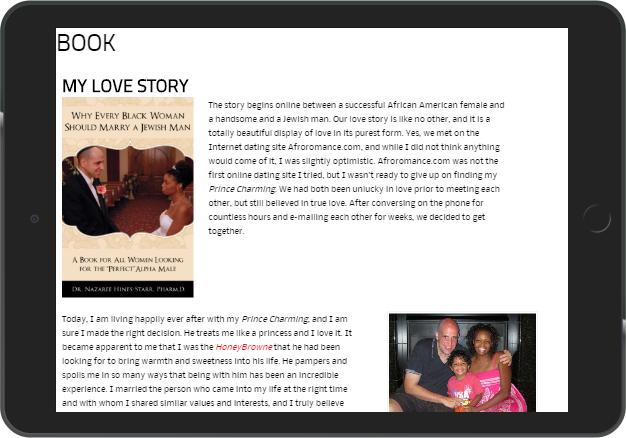 BOOK
MY LOVE STORY
WHY EVERY BLACK WOMAN
SHOULD MARRY A JEWISH MAN
A BOOK FOR ALL WOMEN LOOKING
FOR THE "PERFECT" ALPHA MALE
DR. NAZAREE HINES-STARR, PHARM.D.
The story begins online between a successful African American female and
a handsome and a Jewish man. Our love story is like no other, and it is a
totally beautiful display of love in its purest form. Yes, we met on the
Internet dating site Afroromance.com, and while I did not think anything
would come of it, I was slightly optimistic. Afroromance.com was not the
first online dating site I tried, but I wasn't ready to give up on finding my
Prince Charming. We had both been unlucky in love prior to meeting each
other, but still believed in true love. After conversing on the phone for
countless hours and e-mailing each other for weeks, we decided to get
together.
Today, I am living happily ever after with my Prince Charming, and I am
sure I made the right decision. He treats me like a princess and I love it. It
became apparent to me that I was the HoneyBrowne that he had been
looking for to bring warmth and sweetness into his life. He pampers and
spoils me in so many ways that being with him has been an incredible
experience. I married the person who came into my life at the right time
and with whom I shared similar values and interests, and I truly believe